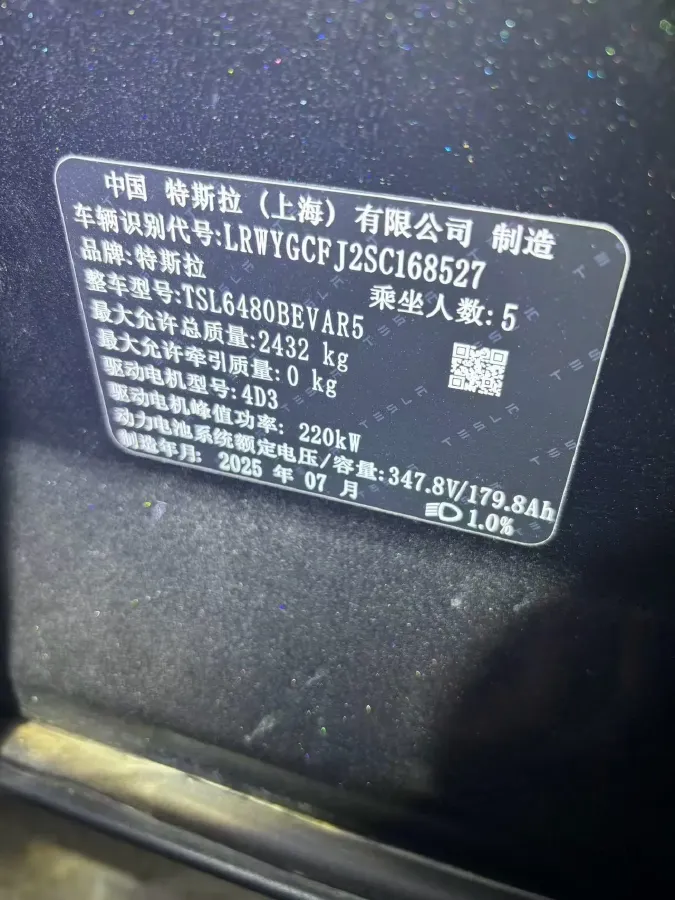 中国 特斯拉（上海）有限公司 制造
车辆识别代号:LRWYGCFJ2SC168527
品牌:特斯拉 乘坐人数:5
整车型号:TSL6480BEVAR5
最大允许总质量:2432 kg
最大允许牵引质量:0 kg
驱动电机型号:4D3
驱动电机峰值功率: 220kW
动力电池系统额定电压/容量:347.8V/179.8Ah
制造年月: 2025 年 07 月
1.0%
TESLA